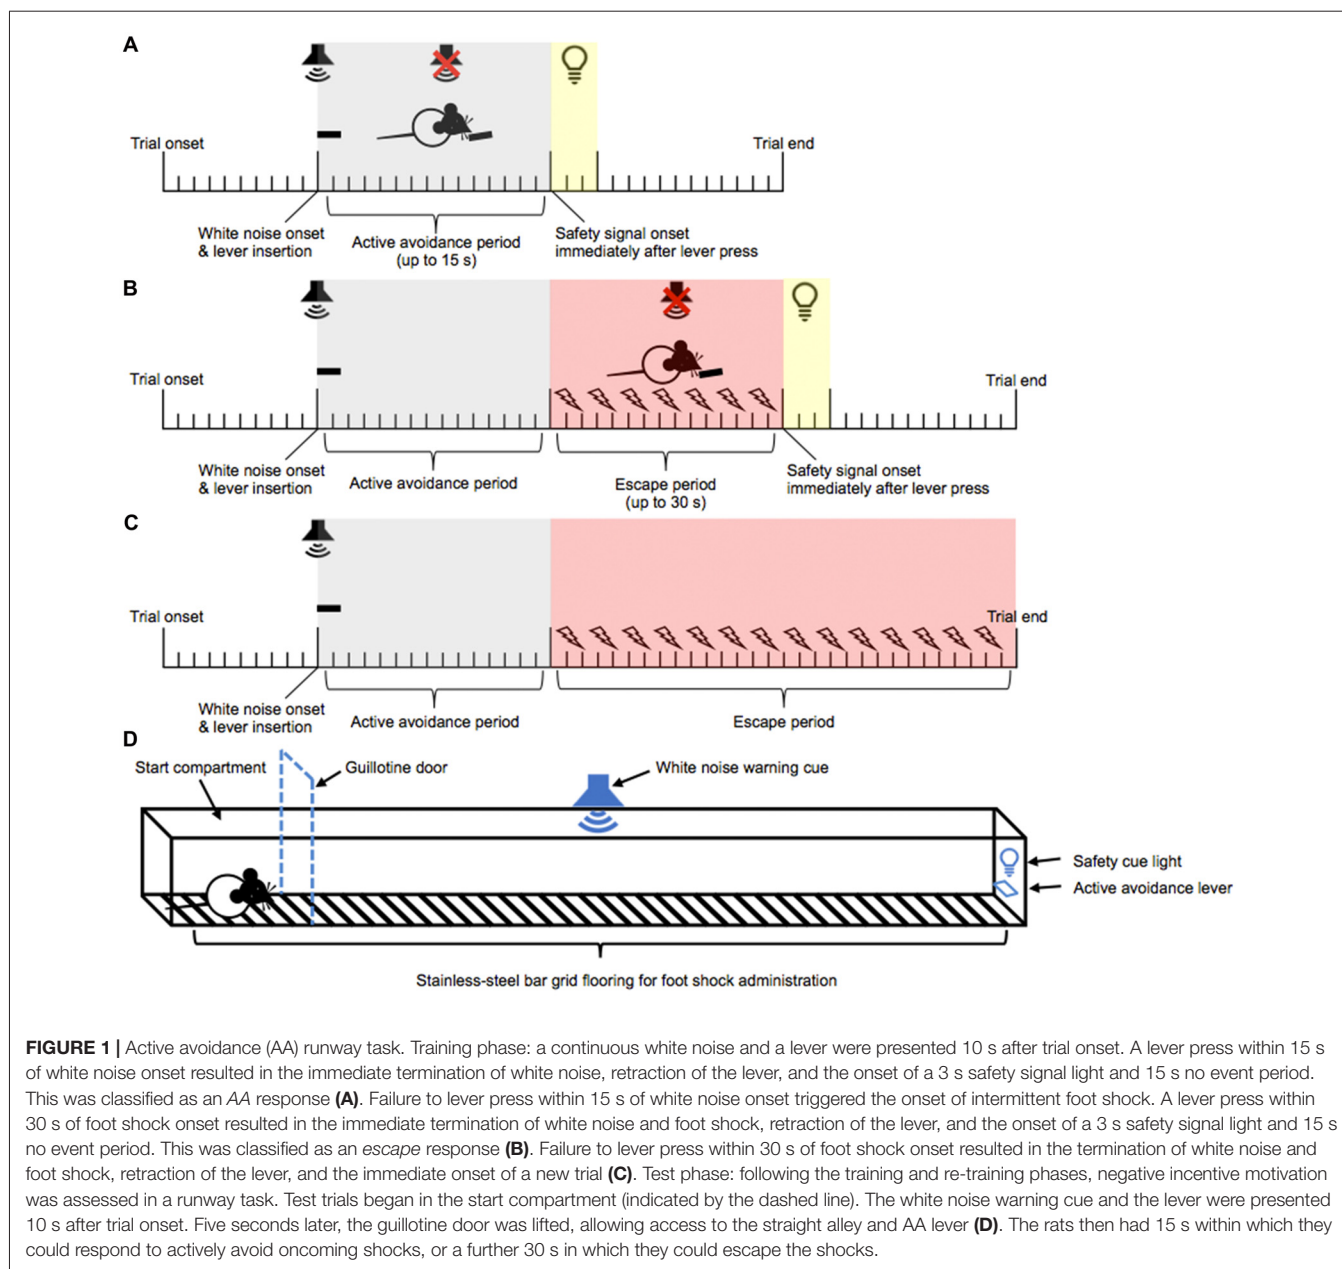 A
Trial onset
Trial end
White noise onset
& lever insertion
Active avoidance period
(up to 15 s)
Safety signal onset
immediately after lever press
B
Trial onset
Trial end
White noise onset
& lever insertion
Active avoidance period
Escape period
(up to 30 s)
Safety signal onset
immediately after lever press
C
Trial onset
Trial end
White noise onset
& lever insertion
Active avoidance period
Escape period
D
Start compartment
Guillotine door
White noise warning cue
Safety cue light
Active avoidance lever
Stainless-steel bar grid flooring for foot shock administration
FIGURE 1 | Active avoidance (AA) runway task. Training phase: a continuous white noise and a lever were presented 10 s after trial onset. A lever press within 15 s
of white noise onset resulted in the immediate termination of white noise, retraction of the lever, and the onset of a 3 s safety signal light and 15 s no event period.
This was classified as an AA response (A). Failure to lever press within 15 s of white noise onset triggered the onset of intermittent foot shock. A lever press within
30 s of foot shock onset resulted in the immediate termination of white noise and foot shock, retraction of the lever, and the onset of a 3 s safety signal light and 15 s
no event period. This was classified as an escape response (B). Failure to lever press within 30 s of foot shock onset resulted in the termination of white noise and
foot shock, retraction of the lever, and the immediate onset of a new trial (C). Test phase: following the training and re-training phases, negative incentive motivation
was assessed in a runway task. Test trials began in the start compartment (indicated by the dashed line). The white noise warning cue and the lever were presented
10 s after trial onset. Five seconds later, the guillotine door was lifted, allowing access to the straight alley and AA lever (D). The rats then had 15 s within which they
could respond to actively avoid oncoming shocks, or a further 30 s in which they could escape the shocks.